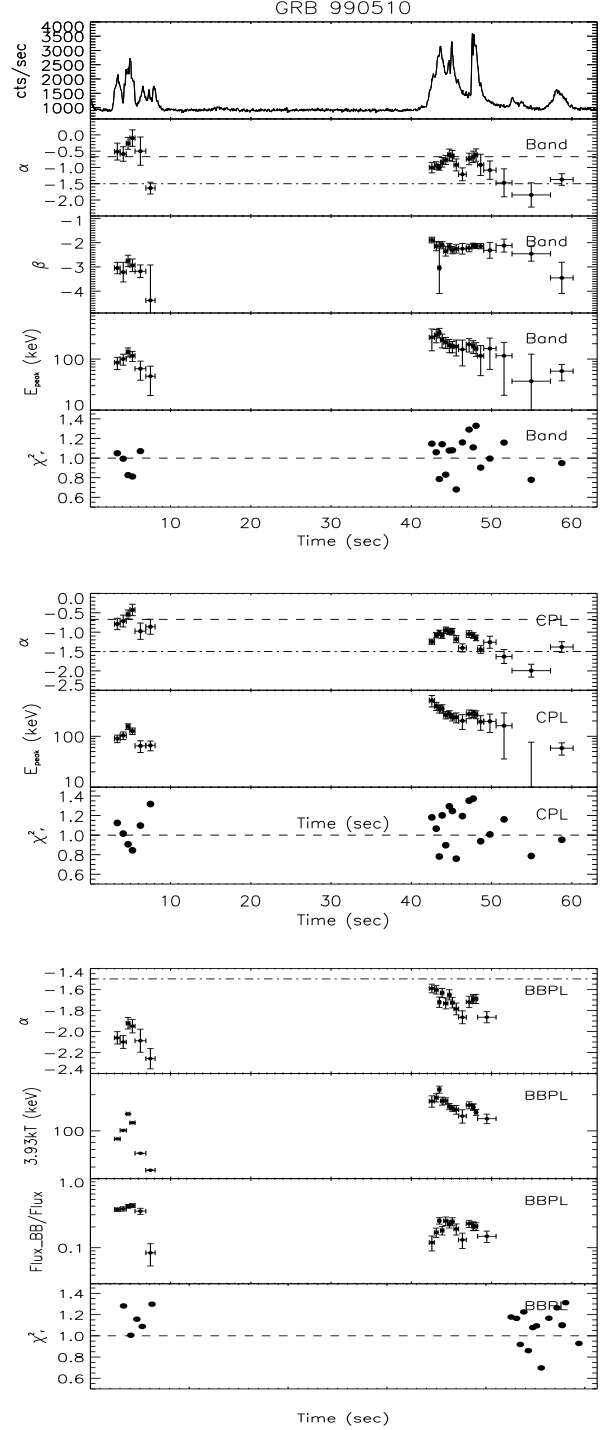 GRB 990510
cts/sec
4000
3000
2500
2000
1500
1000
α
0.0
−0.5
−1.0
−1.5
−2.0
Band
β
−1
−2
−3
−4
Band
E_peak (keV)
100
10
Band
χ²_r
1.4
1.2
1.0
0.8
0.6
Band
10 20 30 40 50 60
Time (sec)
α
0.0
−0.5
−1.0
−1.5
−2.0
−2.5
CPL
E_peak (keV)
100
10
CPL
χ²_r
1.4
1.2
1.0
0.8
0.6
CPL
Time (sec)
10 20 30 40 50 60
Time (sec)
α
−1.4
−1.6
−1.8
−2.0
−2.2
−2.4
BBPL
3.93kT (keV)
100
BBPL
Flux_BB/Flux
1.0
0.1
BBPL
χ²_r
1.4
1.2
1.0
0.8
0.6
BBPL
Time (sec)